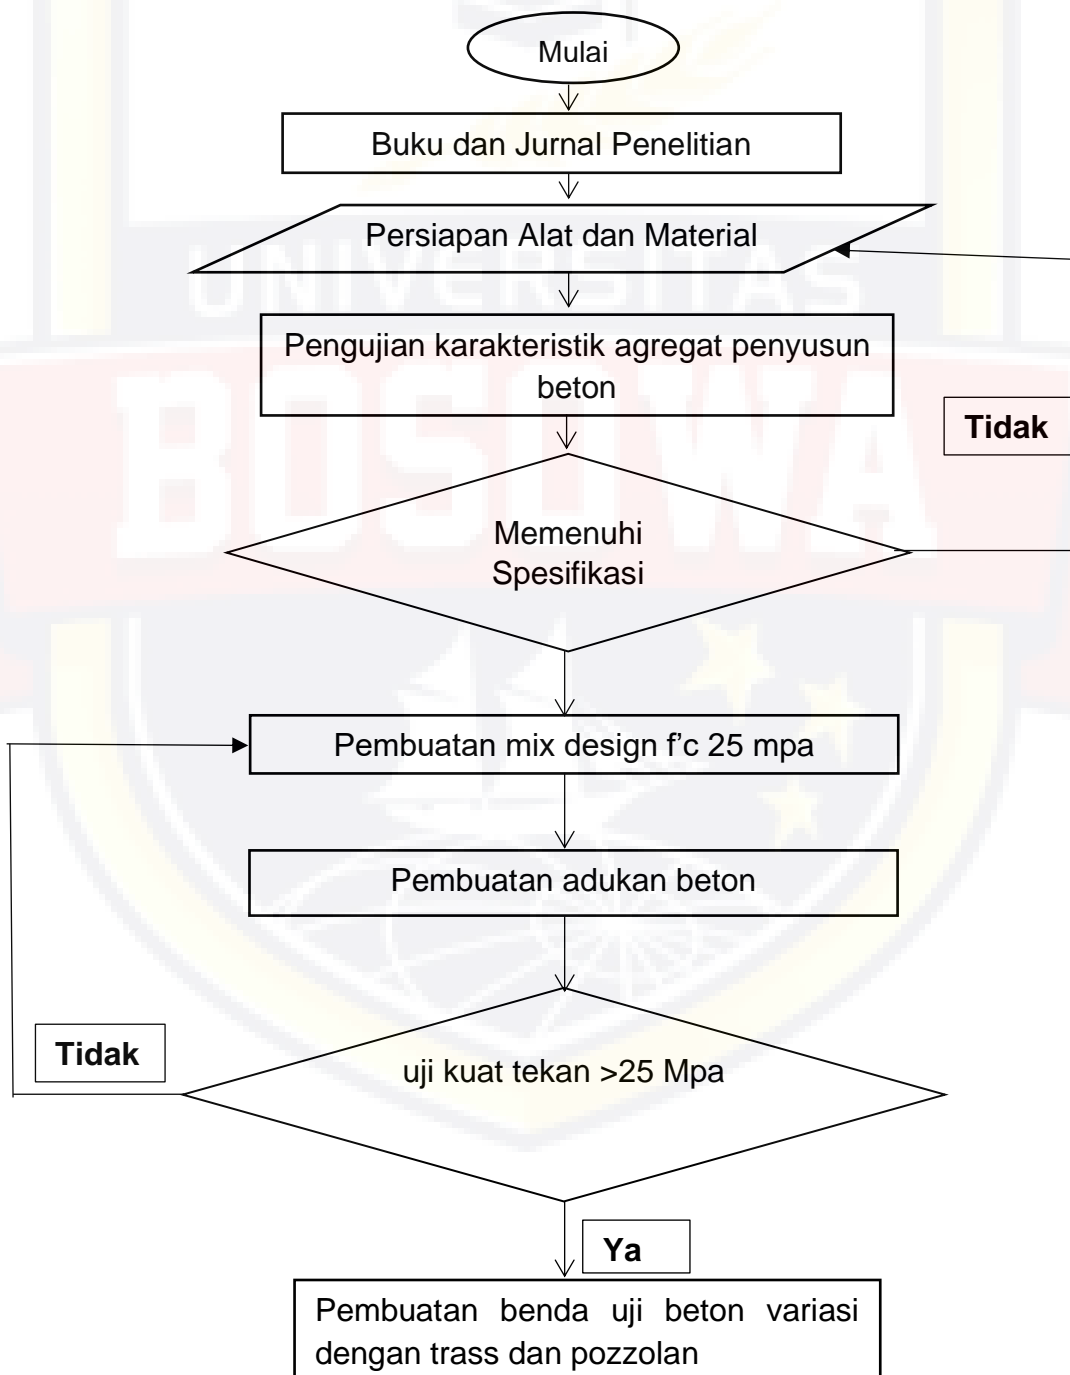 Mulai
Buku dan Jurnal Penelitian
Persiapan Alat dan Material
UNIVERSITAS
Pengujian karakteristik agregat penyusun
beton
BOSOWA
Tidak
Memenuhi
Spesifikasi
Pembuatan mix design f’c 25 mpa
Pembuatan adukan beton
Tidak
uji kuat tekan >25 Mpa
Ya
Pembuatan benda uji beton variasi
dengan trass dan pozzolan